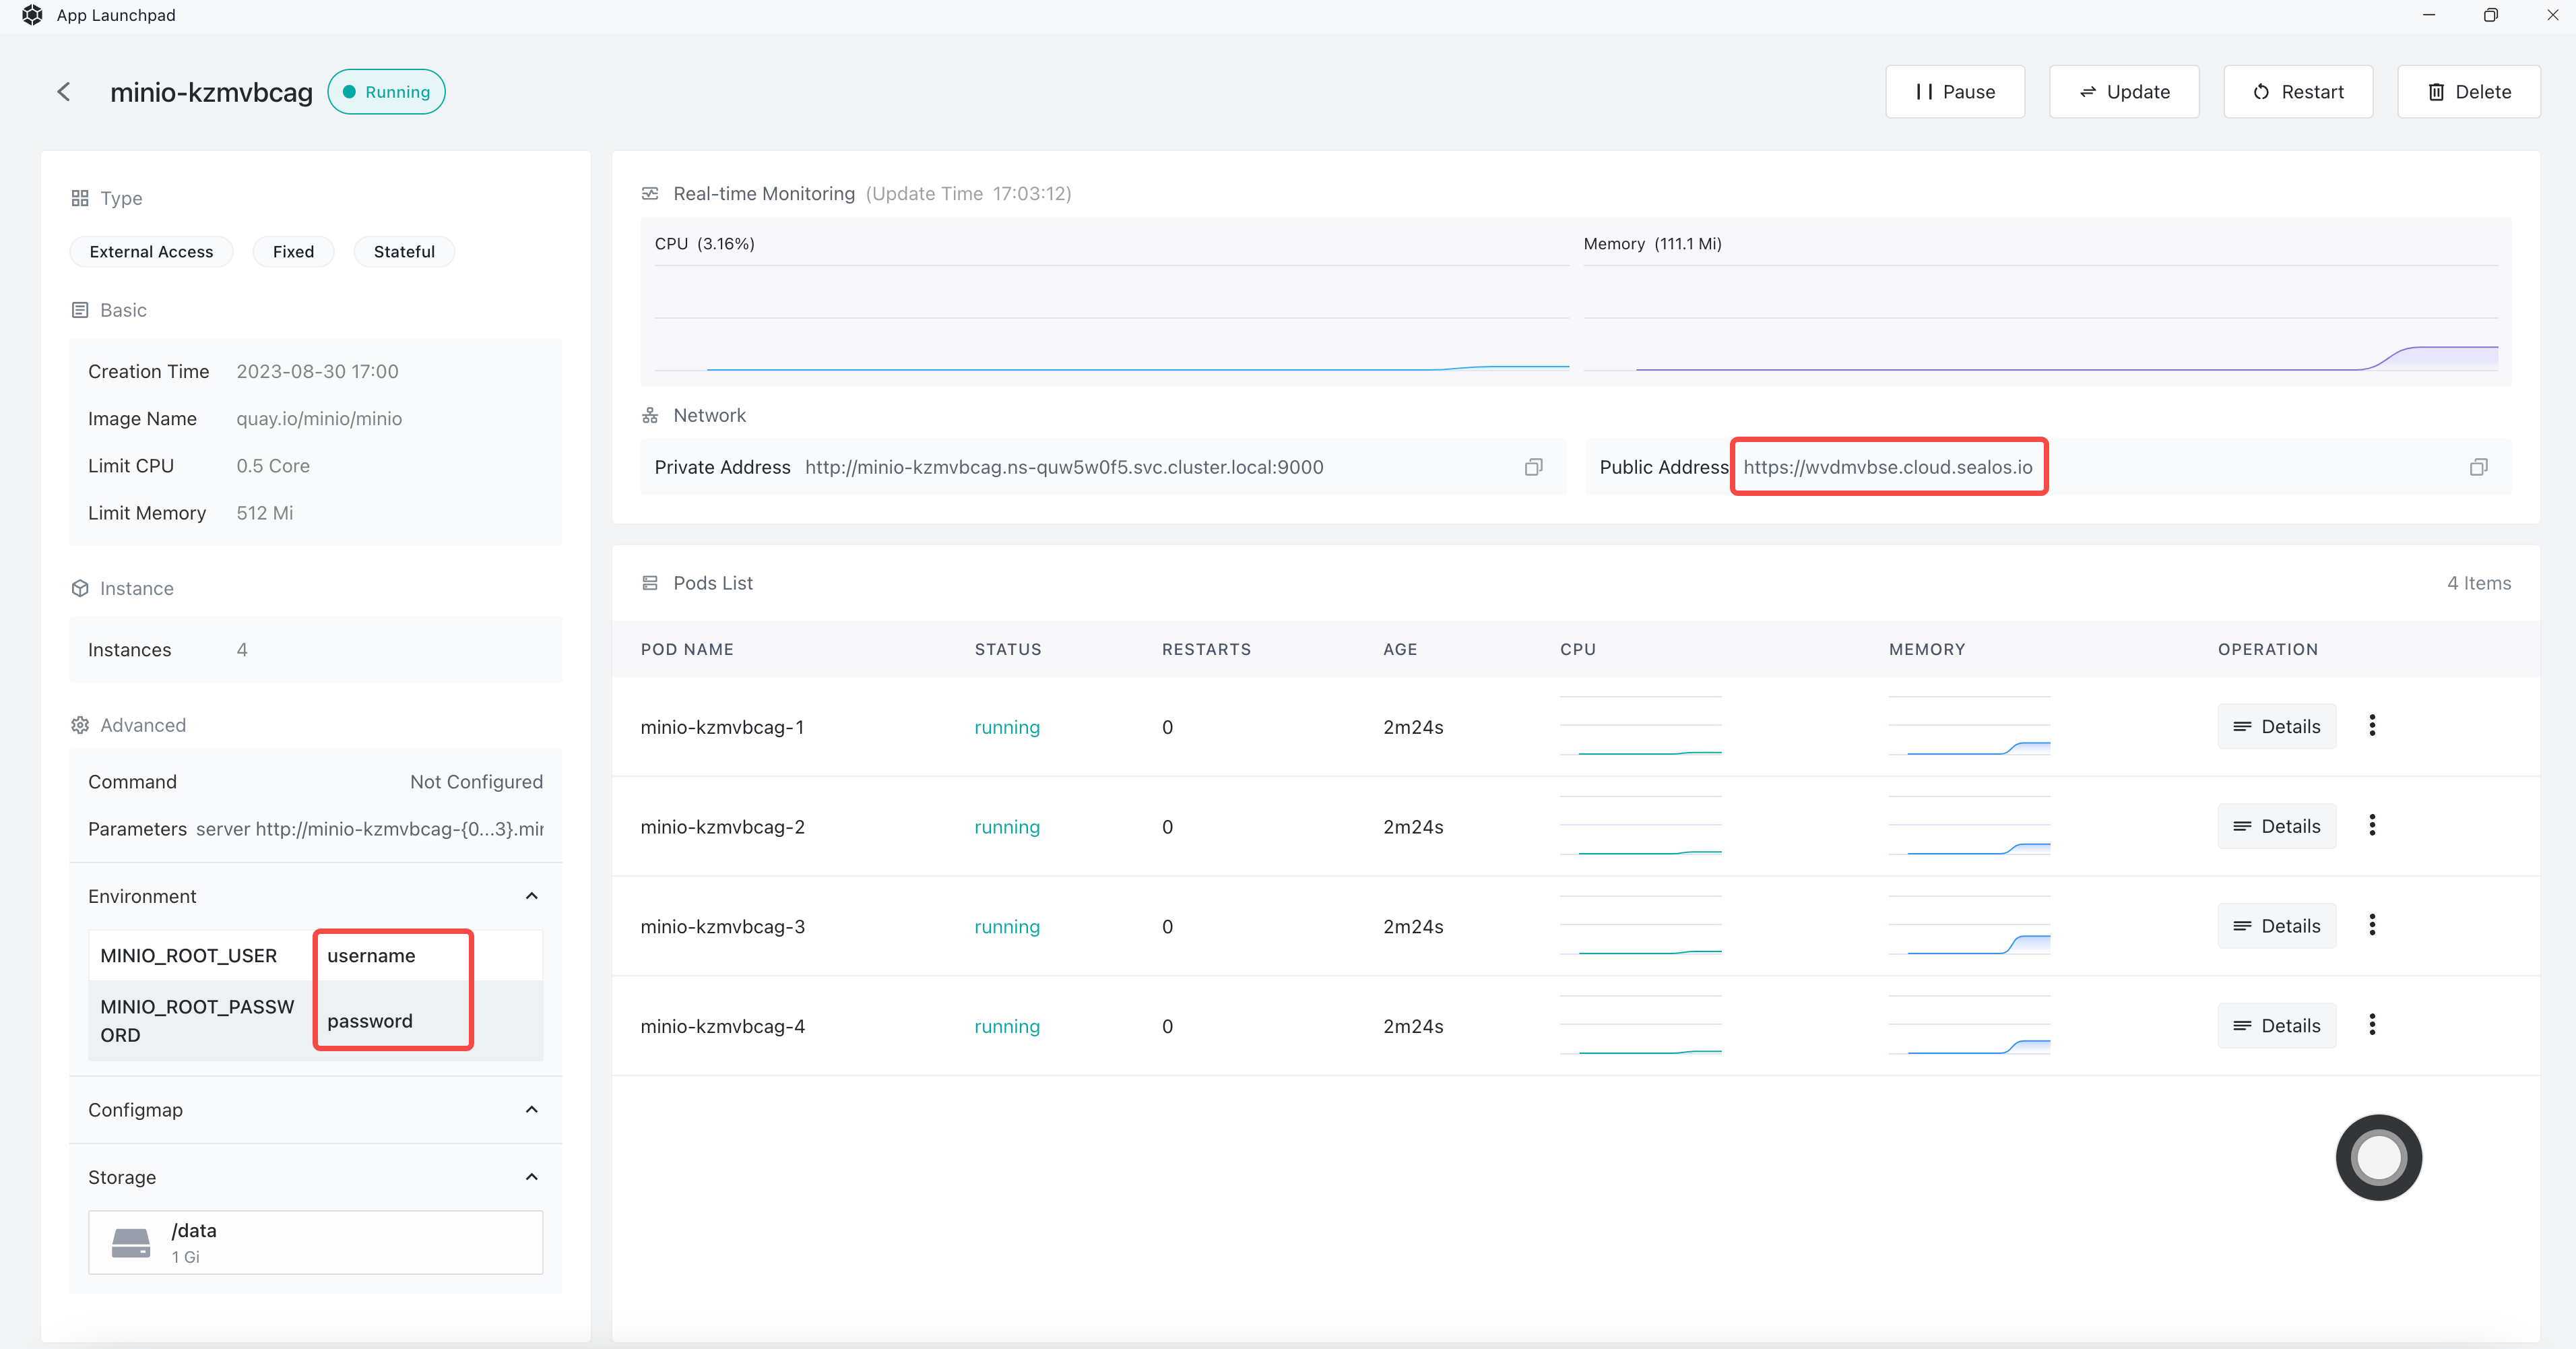 App Launchpad
minio-kzmvbcag Running
Pause Update Restart Delete
Type
External Access Fixed Stateful
Basic
Creation Time 2023-08-30 17:00
Image Name quay.io/minio/minio
Limit CPU 0.5 Core
Limit Memory 512 Mi
Instance
Instances 4
Advanced
Command Not Configured
Parameters server http://minio-kzmvbcag-{0...3}.mir
Environment
MINIO_ROOT_USER username
MINIO_ROOT_PASSW
ORD
password
Configmap
Storage
/data
1 Gi
Real-time Monitoring (Update Time 17:03:12)
CPU (3.16%)
Memory (111.1 Mi)
Network
Private Address http://minio-kzmvbcag.ns-quw5w0f5.svc.cluster.local:9000
Public Address https://wvdmvbse.cloud.sealos.io
Pods List 4 Items
POD NAME STATUS RESTARTS AGE CPU MEMORY OPERATION
minio-kzmvbcag-1 running 0 2m24s Details
minio-kzmvbcag-2 running 0 2m24s Details
minio-kzmvbcag-3 running 0 2m24s Details
minio-kzmvbcag-4 running 0 2m24s Details